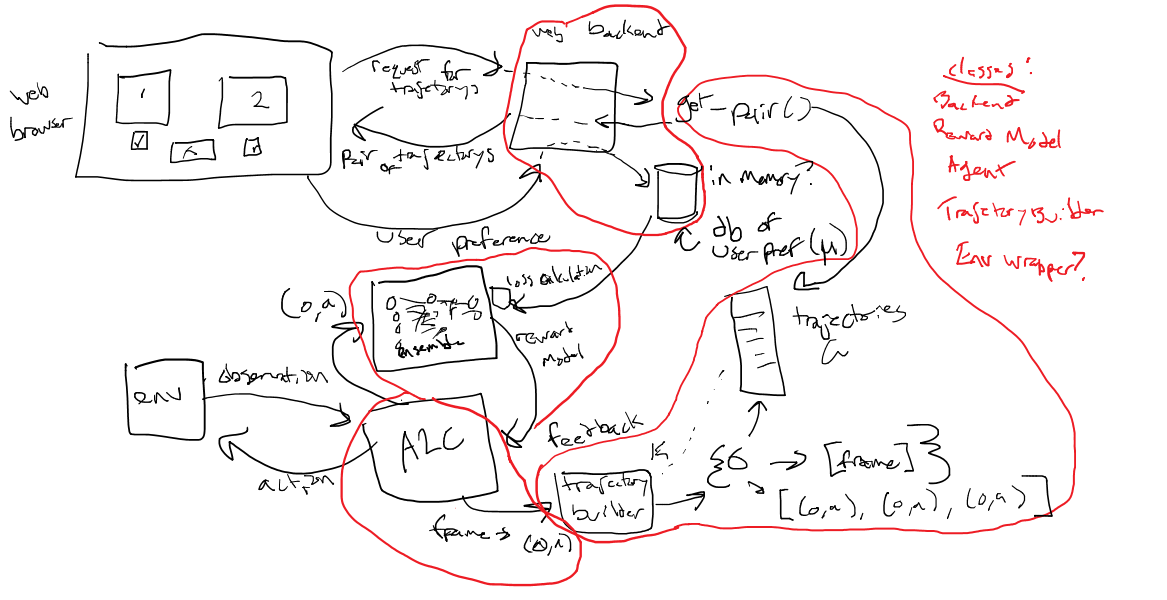 web backend
classes:
Backend
Reward Model
Agent
TrajectoryBuilder
Env wrapper?
web
browser
1
2
request for
trajectorys
pair of trajectorys
user preference
get_pair()
in memory?
db of
user pref (μ)
loss calculation
(o,a)
ensemble
reward
model
trajectories
env
observation
action
A2C
feedback
frame →
(o,a)
trajectory
builder
{σ → [frame]}
[(o,a), (o,a), (o,a)]